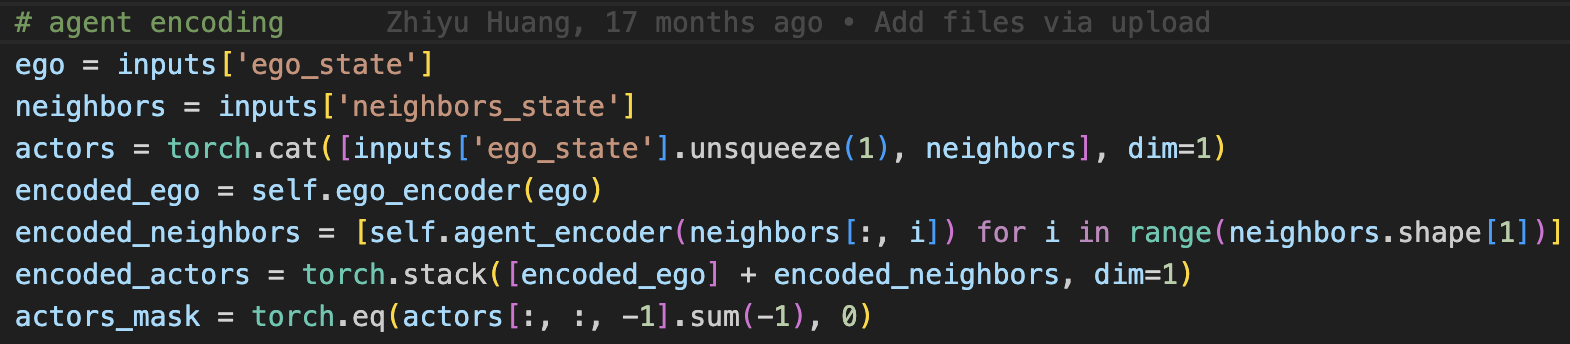 # agent encoding Zhiyu Huang, 17 months ago • Add files via upload
ego = inputs['ego_state']
neighbors = inputs['neighbors_state']
actors = torch.cat([inputs['ego_state'].unsqueeze(1), neighbors], dim=1)
encoded_ego = self.ego_encoder(ego)
encoded_neighbors = [self.agent_encoder(neighbors[:, i]) for i in range(neighbors.shape[1])]
encoded_actors = torch.stack([encoded_ego] + encoded_neighbors, dim=1)
actors_mask = torch.eq(actors[:, :, -1].sum(-1), 0)